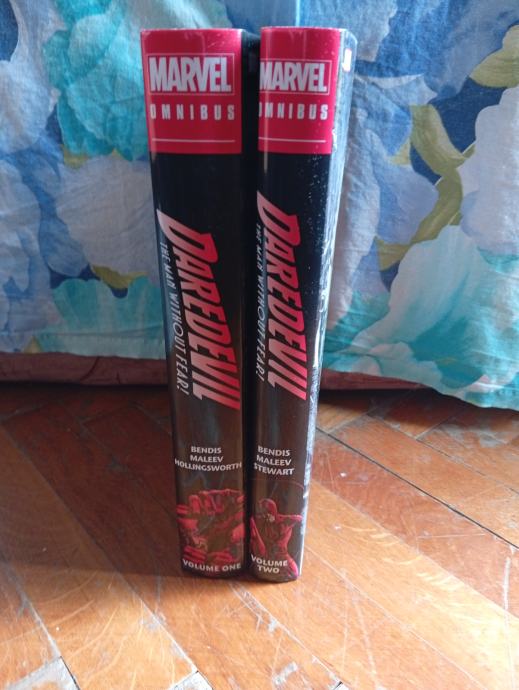 MARVEL
OMNIBUS
DAREDEVIL
THE MAN WITHOUT FEAR!
BENDIS
MALEEV
HOLLINGSWORTH
VOLUME ONE
MARVEL
OMNIBUS
DAREDEVIL
THE MAN WITHOUT FEAR!
BENDIS
MALEEV
STEWART
VOLUME
TWO